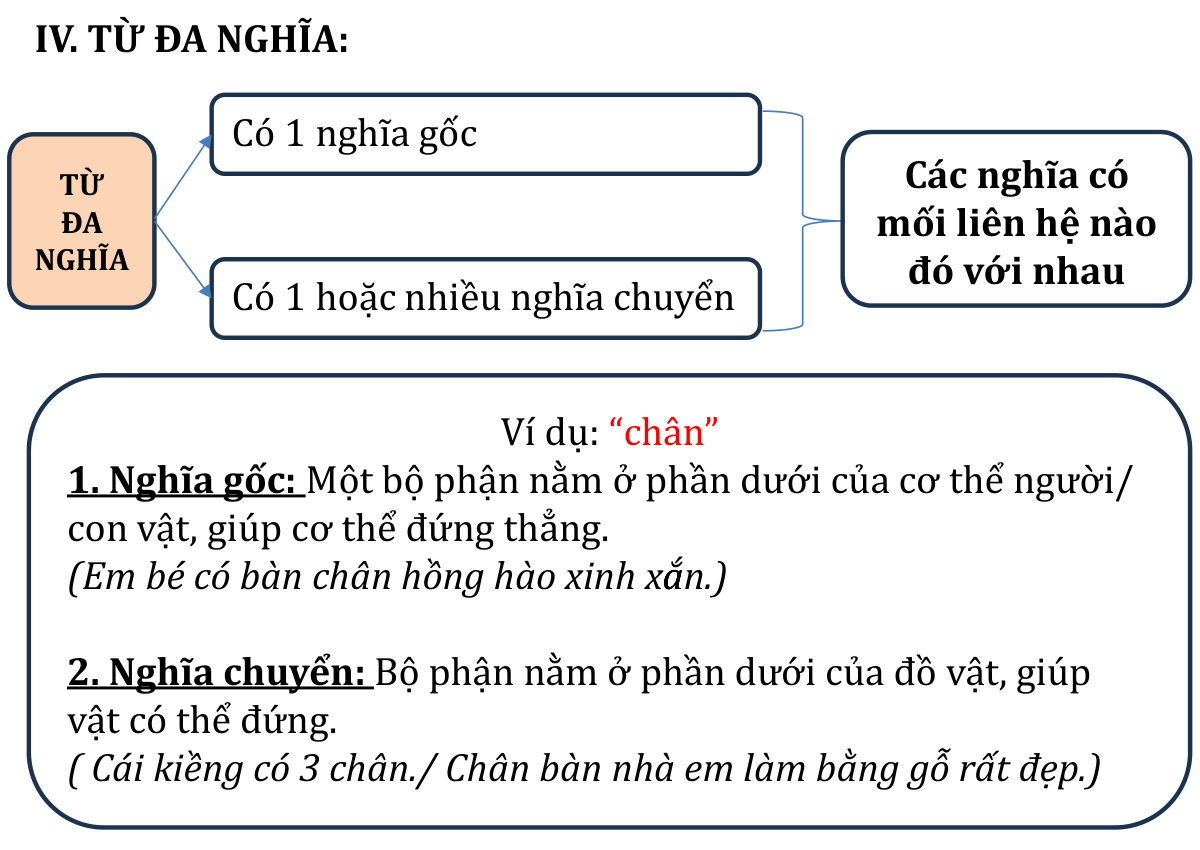 IV. TỪ ĐA NGHĨA:
TỪ
ĐA
NGHĨA
Có 1 nghĩa gốc
Có 1 hoặc nhiều nghĩa chuyển
Các nghĩa có
mối liên hệ nào
đó với nhau
Ví dụ: “chân”
1. Nghĩa gốc: Một bộ phận nằm ở phần dưới của cơ thể người/
con vật, giúp cơ thể đứng thẳng.
(Em bé có bàn chân hồng hào xinh xắn.)
2. Nghĩa chuyển: Bộ phận nằm ở phần dưới của đồ vật, giúp
vật có thể đứng.
( Cái kiềng có 3 chân./ Chân bàn nhà em làm bằng gỗ rất đẹp.)